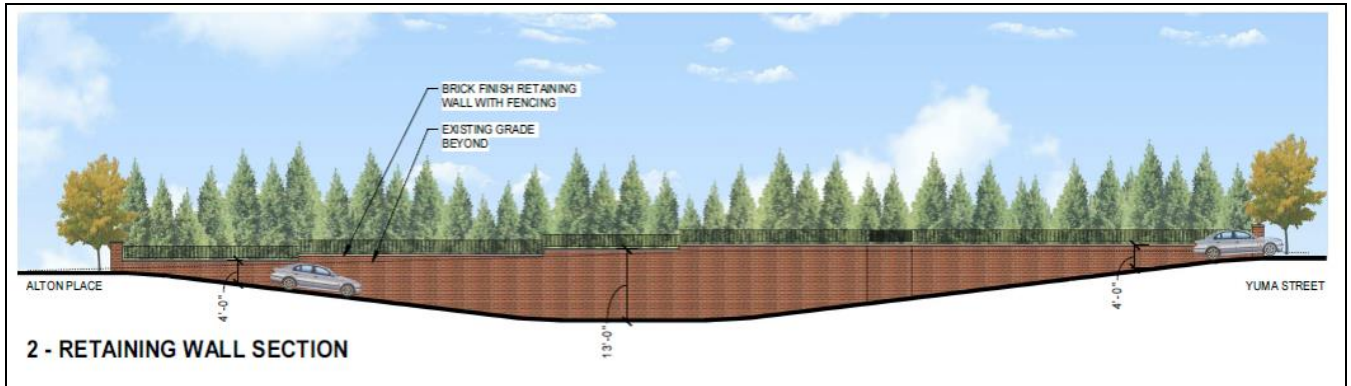 BRICK FINISH RETAINING
WALL WITH FENCING
EXISTING GRADE
BEYOND
ALTON PLACE
4'-0"
13'-0"
4'-0"
YUMA STREET
2 - RETAINING WALL SECTION